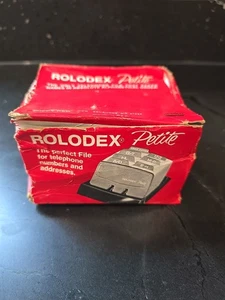 ROLODEX Petite
ROLODEX® Petite
The perfect File
for telephone
numbers and
addresses.